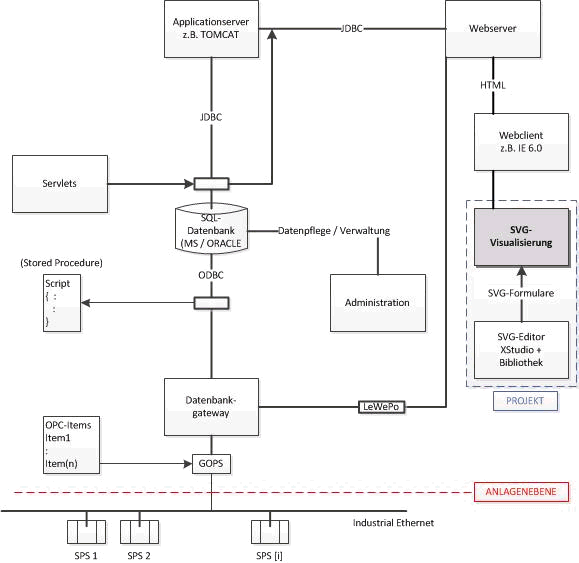 Applicationserver
z.B. TOMCAT
JDBC
Webserver
HTML
JDBC
Webclient
z.B. IE 6.0
Servlets
SQL-
Datenbank
(MS / ORACLE
Datenpflege / Verwaltung
SVG-
Visualisierung
(Stored Procedure)
ODBC
Script
{ :
:
}
Administration
SVG-Formulare
SVG-Editor
XStudio +
Bibliothek
Datenbank-
gateway
LeWePo
PROJEKT
OPC-Items
Item1
:
Item(n)
GOPS
ANLAGENEBENE
Industrial Ethernet
SPS 1
SPS 2
SPS [i]